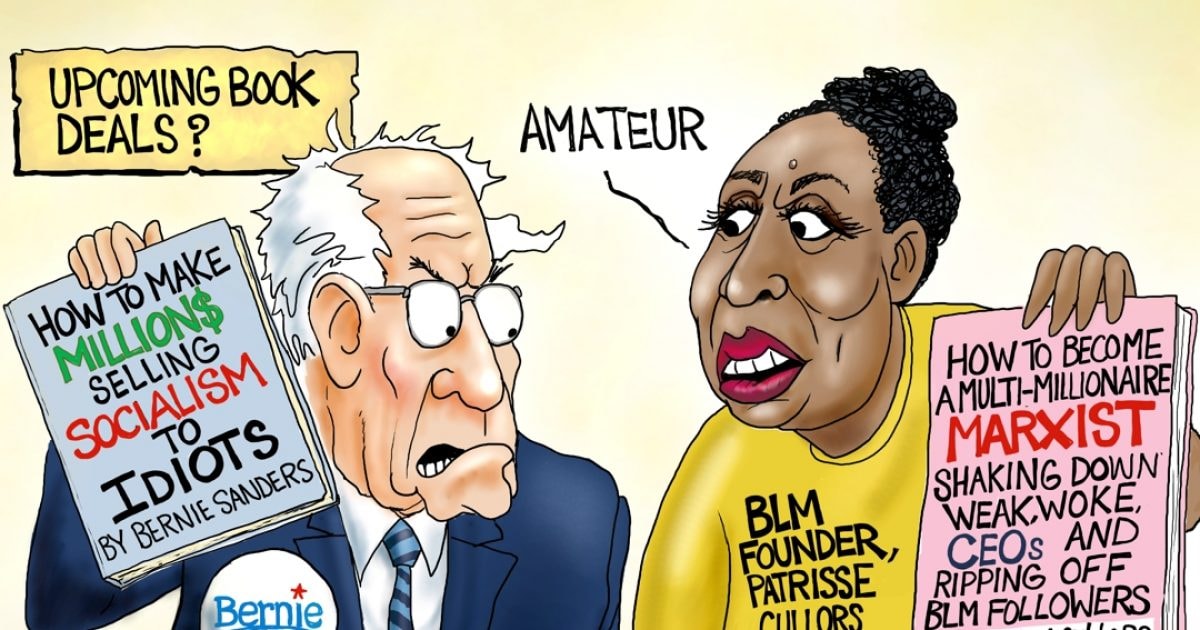 UPCOMING BOOK
DEALS?
AMATEUR
HOW TO MAKE
MILLION$
SELLING
SOCIALISM
TO
IDIOTS
BY BERNIE SANDERS
Bernie
BLM
FOUNDER,
PATRISSE
CULLORS
HOW TO BECOME
A MULTI-MILLIONAIRE
MARXIST
SHAKING DOWN
WEAK, WOKE,
CEOs AND
RIPPING OFF
BLM FOLLOWERS